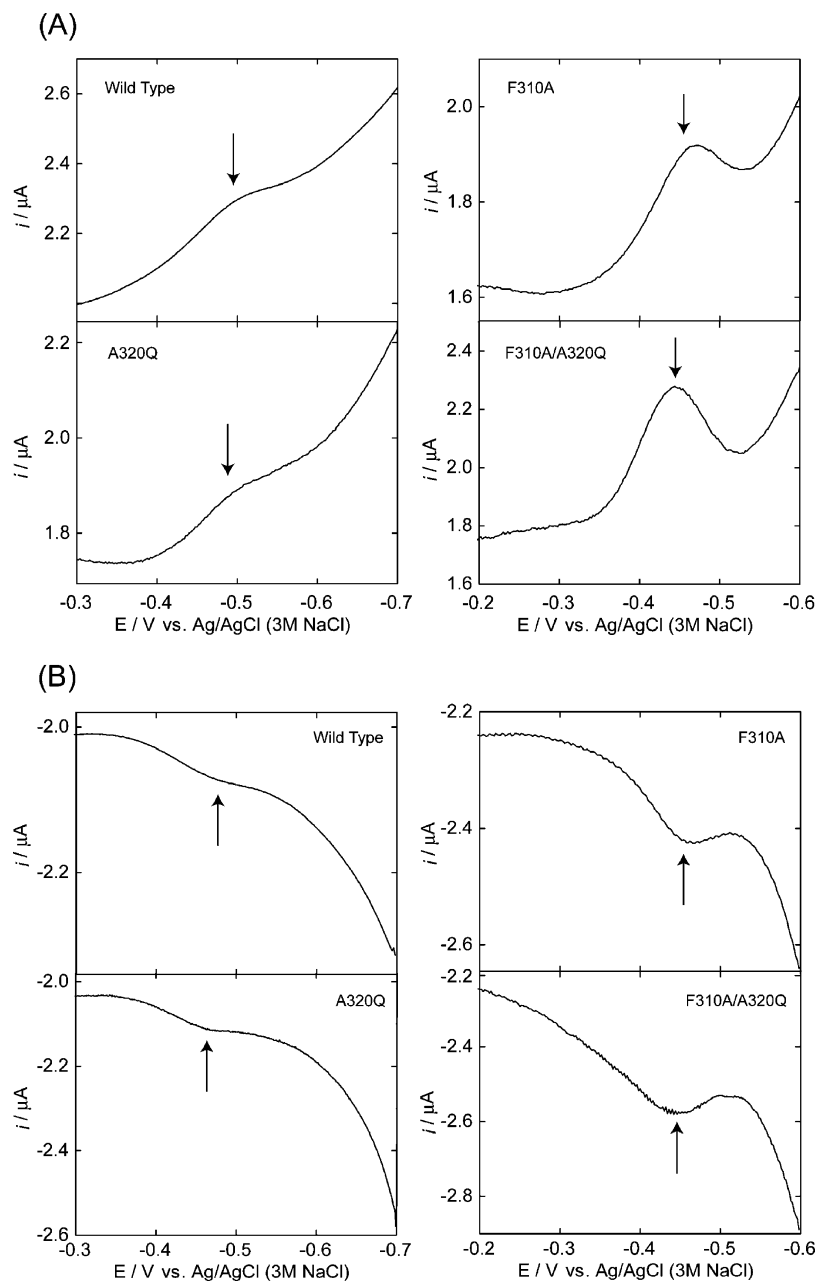 (A)
Wild Type
2.6
2.4
2.2
i / µA
F310A
2.0
1.8
1.6
i / µA
A320Q
2.2
2.0
1.8
i / µA
-0.3 -0.4 -0.5 -0.6 -0.7
E / V vs. Ag/AgCl (3M NaCl)
F310A/A320Q
2.4
2.2
2.0
1.8
1.6
i / µA
-0.2 -0.3 -0.4 -0.5 -0.6
E / V vs. Ag/AgCl (3M NaCl)
(B)
Wild Type
-2.0
-2.2
i / µA
F310A
-2.2
-2.4
-2.6
i / µA
A320Q
-2.0
-2.2
-2.4
-2.6
i / µA
-0.3 -0.4 -0.5 -0.6 -0.7
E / V vs. Ag/AgCl (3M NaCl)
F310A/A320Q
-2.2
-2.4
-2.6
-2.8
i / µA
-0.2 -0.3 -0.4 -0.5 -0.6
E / V vs. Ag/AgCl (3M NaCl)